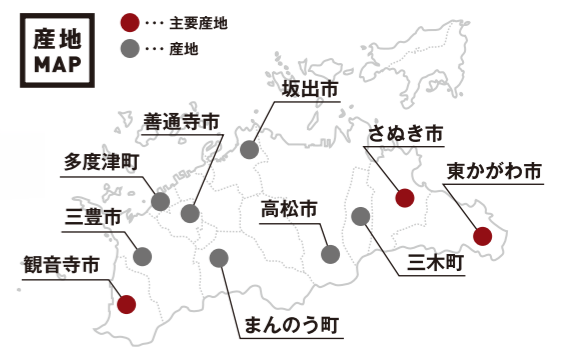 産地
MAP
･･･主要産地
･･･産地
坂出市
善通寺市
さぬき市
多度津町
東かがわ市
三豊市
高松市
観音寺市
三木町
まんのう町